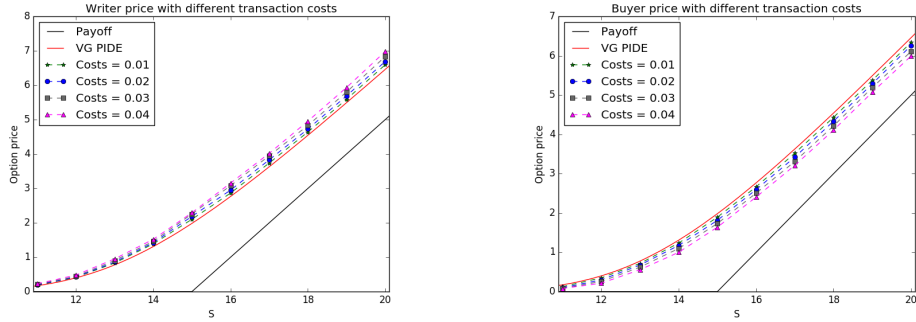 Writer price with different transaction costs
8
7
6
5
4
3
2
1
0
Option price
Payoff
VG PIDE
Costs = 0.01
Costs = 0.02
Costs = 0.03
Costs = 0.04
12 14 16 18 20
S
Buyer price with different transaction costs
7
6
5
4
3
2
1
0
Option price
Payoff
VG PIDE
Costs = 0.01
Costs = 0.02
Costs = 0.03
Costs = 0.04
12 14 16 18 20
S